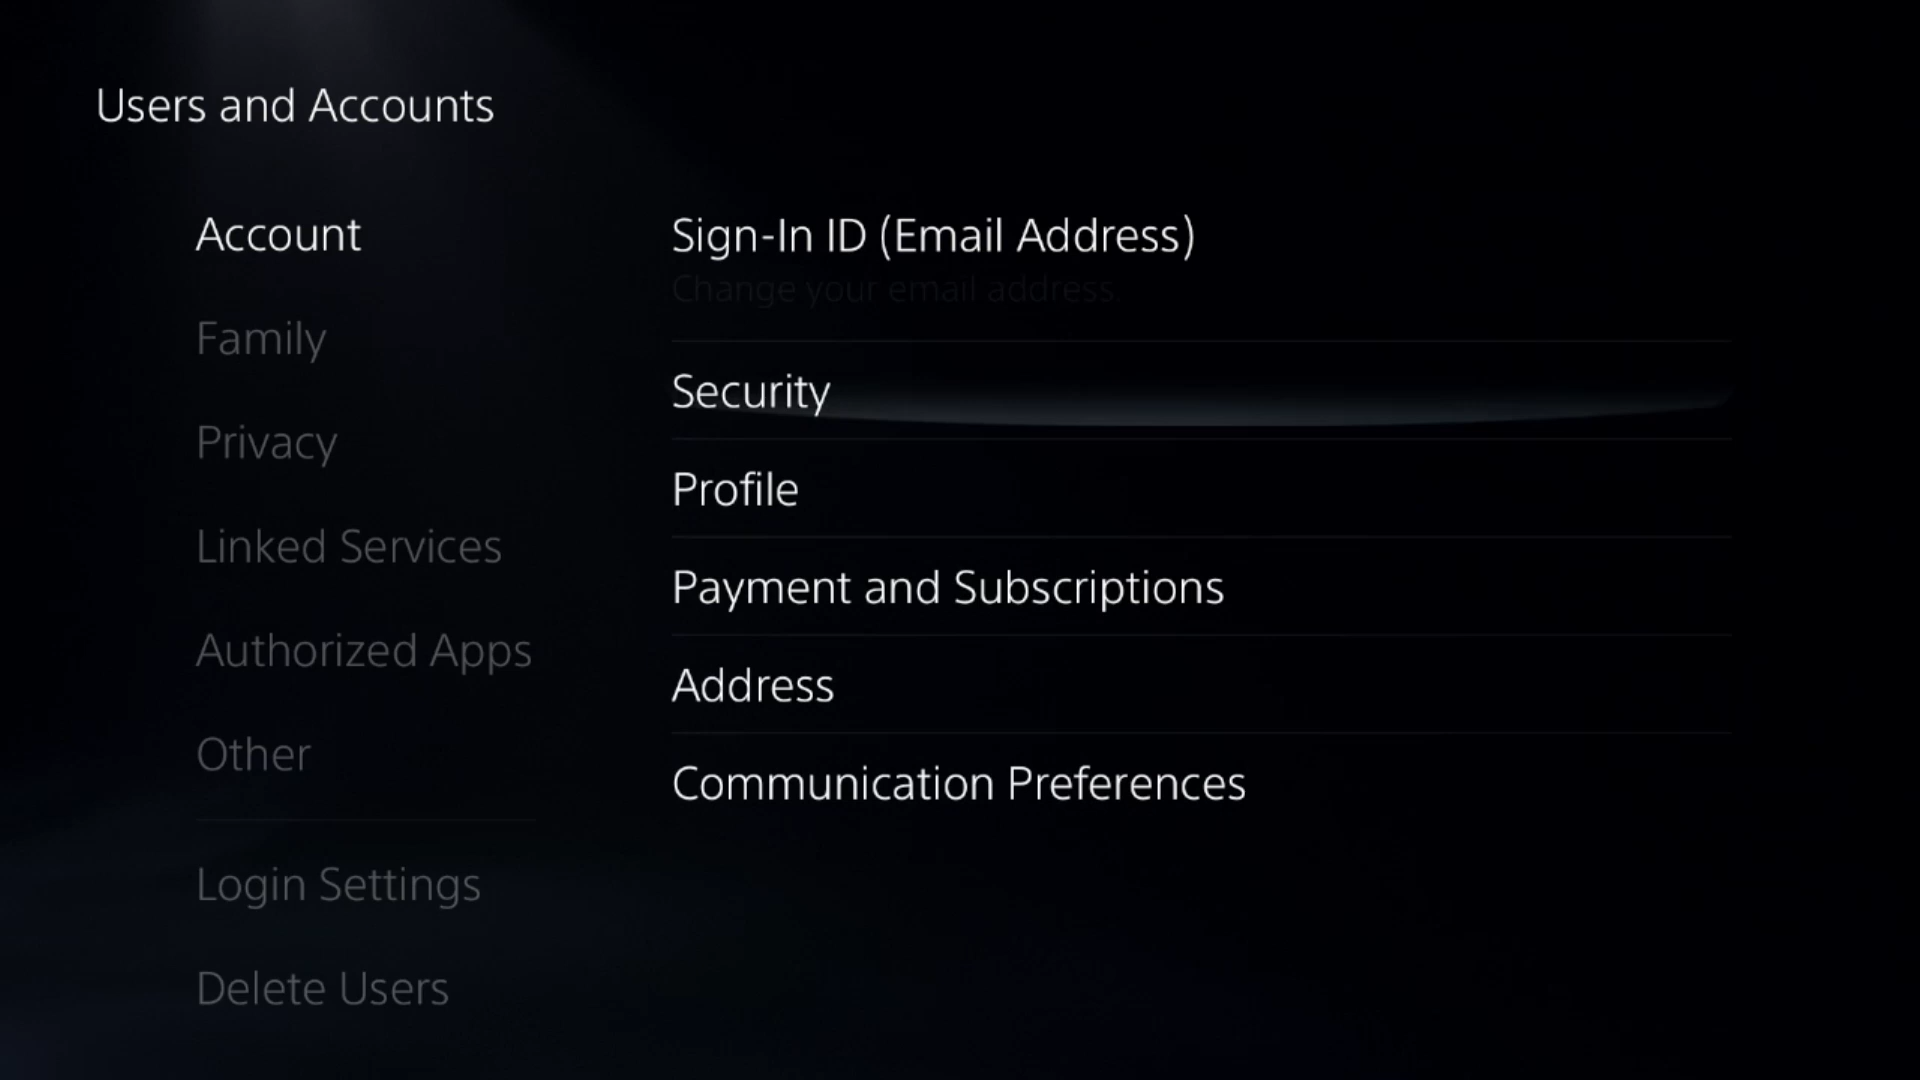 Users and Accounts
Account
Family
Privacy
Linked Services
Authorized Apps
Other
Login Settings
Delete Users
Sign-In ID (Email Address)
Change your email address.
Security
Profile
Payment and Subscriptions
Address
Communication Preferences